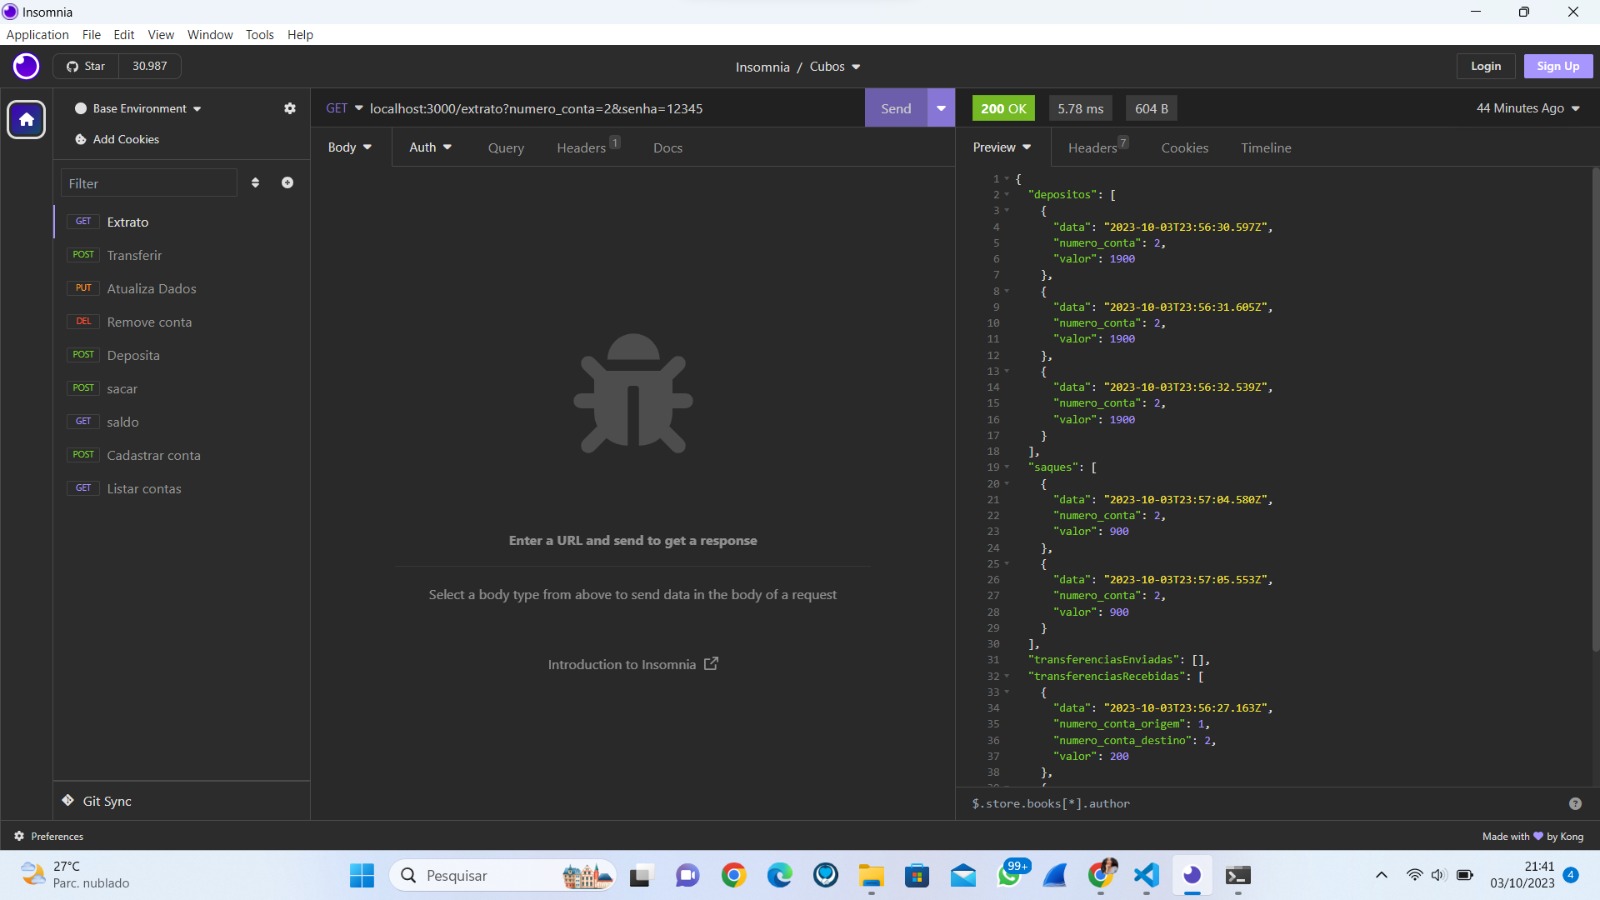 Insomnia
Application File Edit View Window Tools Help
Star 30.987
Insomnia / Cubos
Login Sign Up
Base Environment
Add Cookies
Filter
GET Extrato
POST Transferir
PUT Atualiza Dados
DEL Remove conta
POST Deposita
POST sacar
GET saldo
POST Cadastrar conta
GET Listar contas
Git Sync
GET localhost:3000/extrato?numero_conta=2&senha=12345 Send
Body Auth Query Headers 1 Docs
Enter a URL and send to get a response
Select a body type from above to send data in the body of a request
Introduction to Insomnia
200 OK 5.78 ms 604 B 44 Minutes Ago
Preview Headers 7 Cookies Timeline
1 {
2 "depositos": [
3 {
4 "data": "2023-10-03T23:56:30.597Z",
5 "numero_conta": 2,
6 "valor": 1900
7 },
8 {
9 "data": "2023-10-03T23:56:31.605Z",
10 "numero_conta": 2,
11 "valor": 1900
12 },
13 {
14 "data": "2023-10-03T23:56:32.539Z",
15 "numero_conta": 2,
16 "valor": 1900
17 }
18 ],
19 "saques": [
20 {
21 "data": "2023-10-03T23:57:04.580Z",
22 "numero_conta": 2,
23 "valor": 900
24 },
25 {
26 "data": "2023-10-03T23:57:05.553Z",
27 "numero_conta": 2,
28 "valor": 900
29 }
30 ],
31 "transferenciasEnviadas": [],
32 "transferenciasRecebidas": [
33 {
34 "data": "2023-10-03T23:56:27.163Z",
35 "numero_conta_origem": 1,
36 "numero_conta_destino": 2,
37 "valor": 200
38 },
$.store.books[*].author
Preferences
Made with by Kong
27°C
Parc. nublado
Pesquisar
99+
21:41
03/10/2023
4